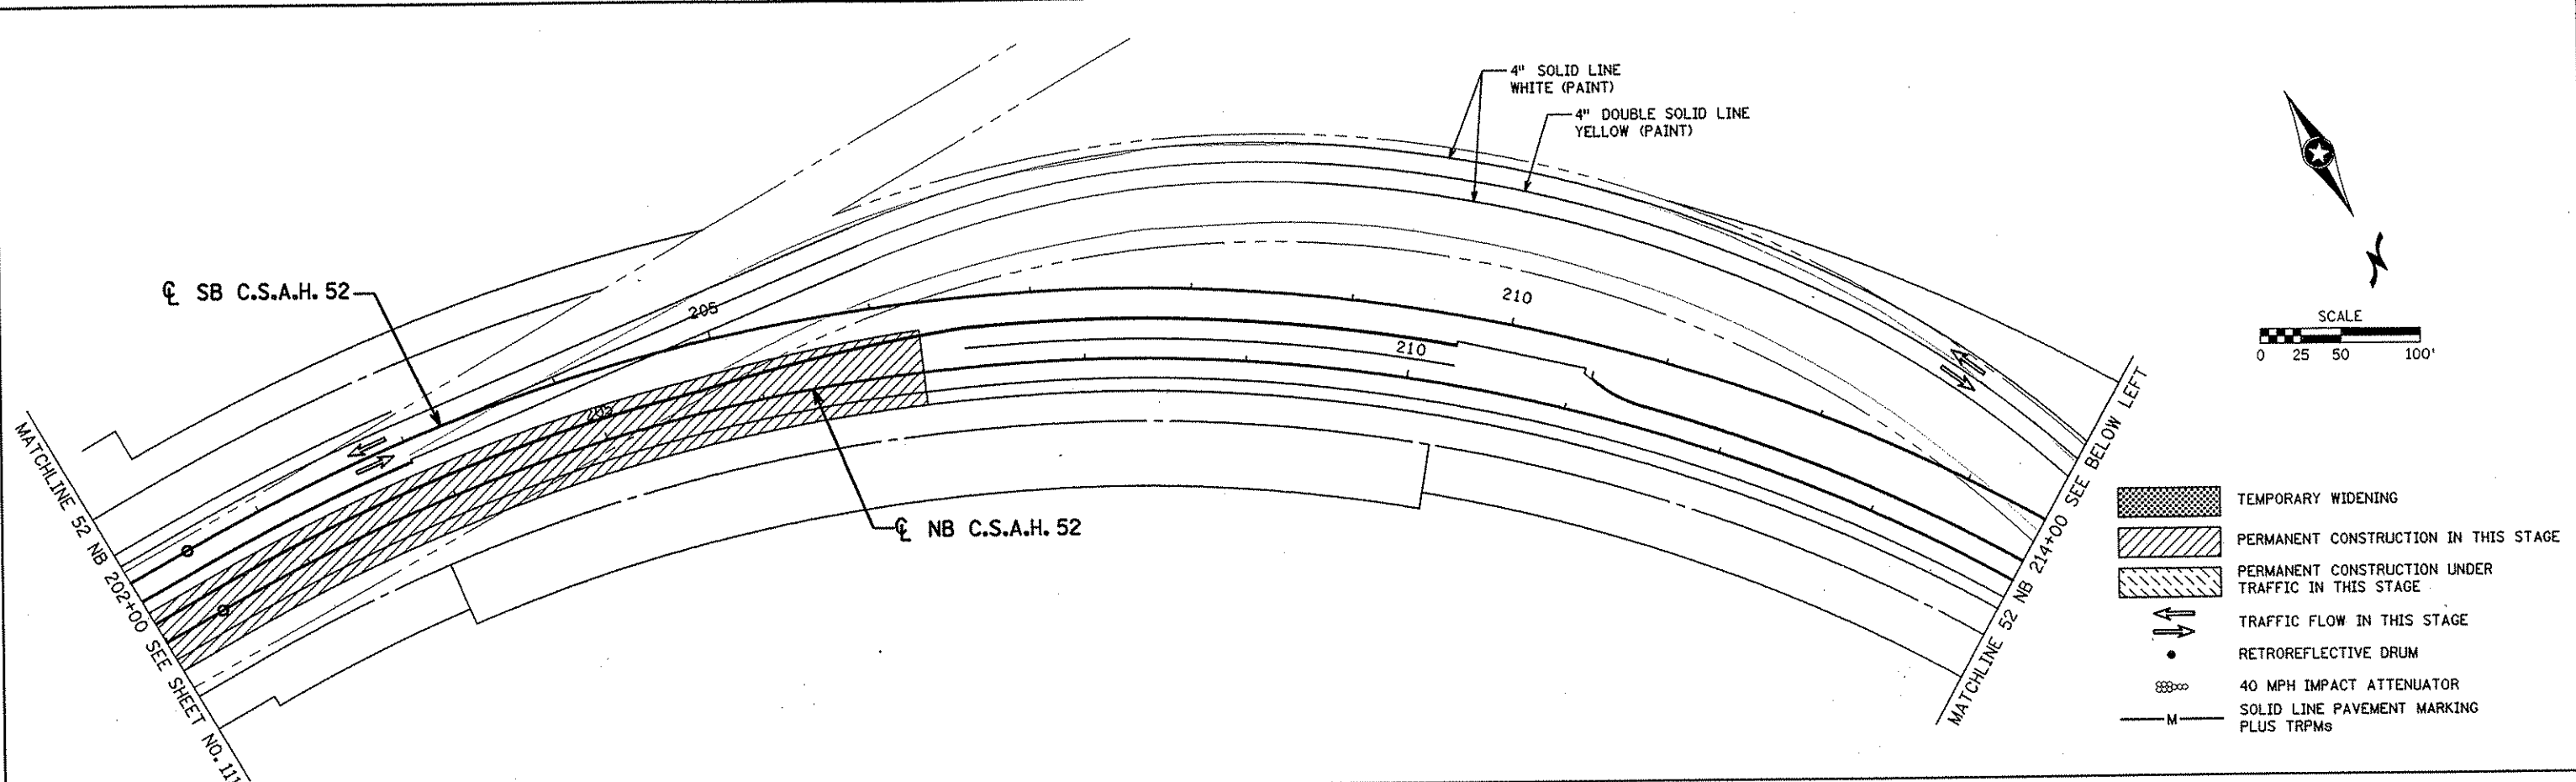 4" SOLID LINE
WHITE (PAINT)
4" DOUBLE SOLID LINE
YELLOW (PAINT)
℄ SB C.S.A.H. 52
205
210
210
205
℄ NB C.S.A.H. 52
MATCHLINE 52 NB 202+00 SEE SHEET NO. 111
MATCHLINE 52 NB 214+00 SEE BELOW LEFT
SCALE
0 25 50 100'
TEMPORARY WIDENING
PERMANENT CONSTRUCTION IN THIS STAGE
PERMANENT CONSTRUCTION UNDER
TRAFFIC IN THIS STAGE
TRAFFIC FLOW IN THIS STAGE
RETROREFLECTIVE DRUM
40 MPH IMPACT ATTENUATOR
M
SOLID LINE PAVEMENT MARKING
PLUS TRPMs